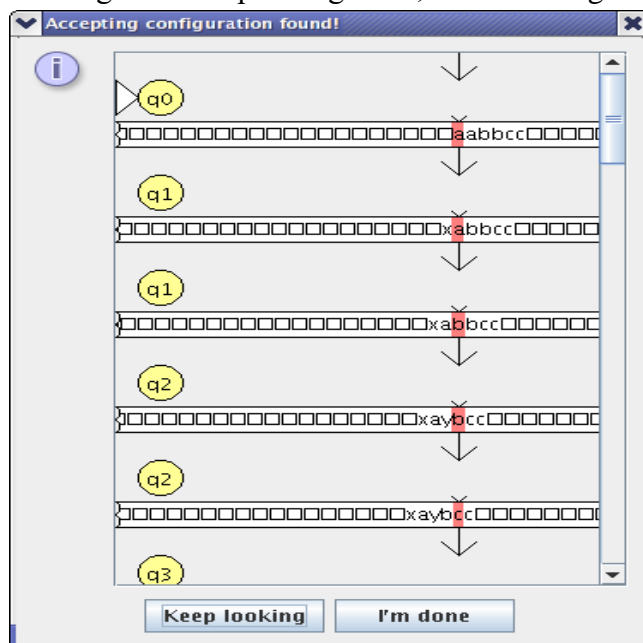 Accepting configuration found!
i
q0
aabbcc
q1
xabbcc
q1
xabbcc
q2
xaybcc
q2
xaybcc
q3
Keep looking
I'm done